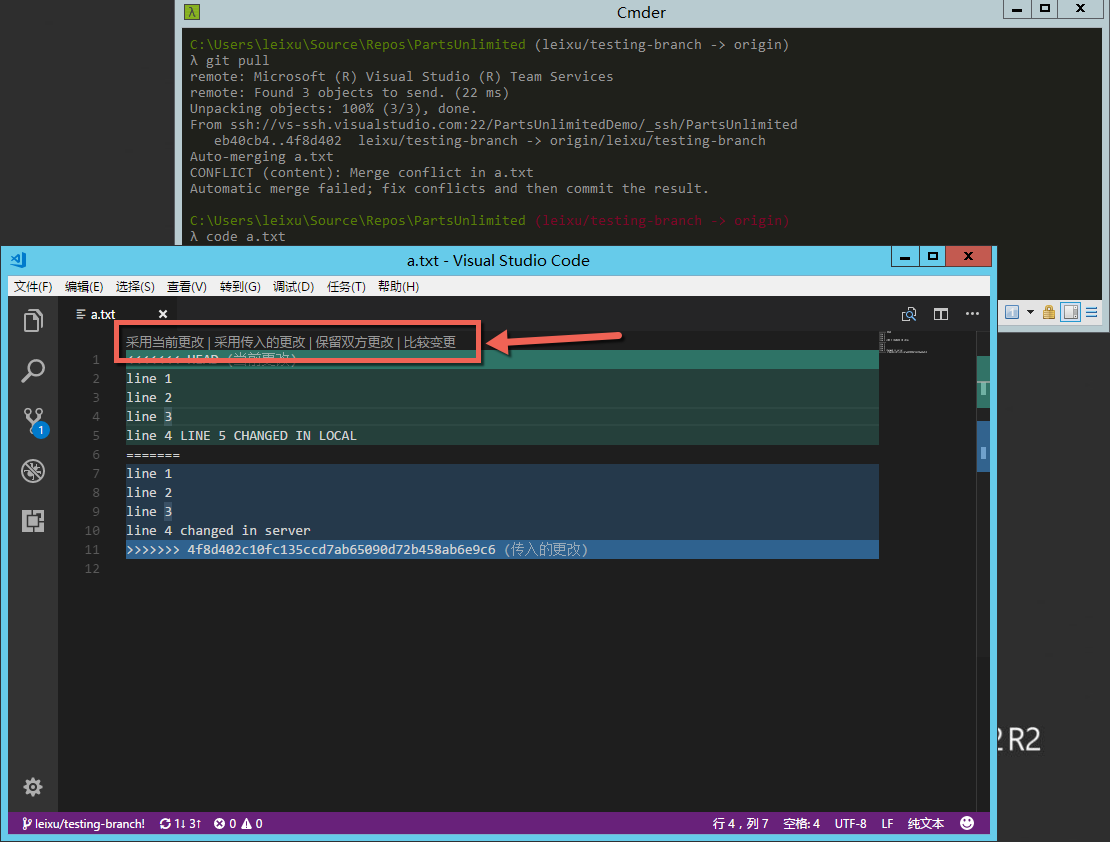 Cmder
C:\Users\leixu\Source\Repos\PartsUnlimited (leixu/testing-branch -> origin)
λ git pull
remote: Microsoft (R) Visual Studio (R) Team Services
remote: Found 3 objects to send. (22 ms)
Unpacking objects: 100% (3/3), done.
From ssh://vs-ssh.visualstudio.com:22/PartsUnlimitedDemo/_ssh/PartsUnlimited
eb40cb4..4f8d402  leixu/testing-branch -> origin/leixu/testing-branch
Auto-merging a.txt
CONFLICT (content): Merge conflict in a.txt
Automatic merge failed; fix conflicts and then commit the result.
C:\Users\leixu\Source\Repos\PartsUnlimited (leixu/testing-branch -> origin)
λ code a.txt
a.txt - Visual Studio Code
文件(F) 编辑(E) 选择(S) 查看(V) 转到(G) 调试(D) 任务(T) 帮助(H)
a.txt
采用当前更改 | 采用传入的更改 | 保留双方更改 | 比较变更
1 <<<<<<< HEAD (当前更改)
2 line 1
3 line 2
4 line 3
5 line 4 LINE 5 CHANGED IN LOCAL
6 =======
7 line 1
8 line 2
9 line 3
10 line 4 changed in server
11 >>>>>>> 4f8d402c10fc135ccd7ab65090d72b458ab6e9c6 (传入的更改)
12
1
2 R2
leixu/testing-branch! 1↓ 3↑ 0 0 行 4，列 7 空格: 4 UTF-8 LF 纯文本